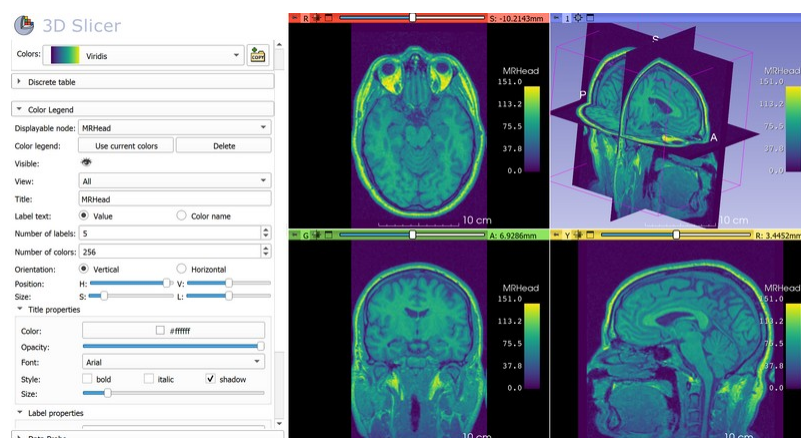 3D Slicer
Colors: Viridis
COPY
Discrete table
Color Legend
Displayable node: MRHead
Color legend: Use current colors Delete
Visible:
View: All
Title: MRHead
Label text: Value Color name
Number of labels: 5
Number of colors: 256
Orientation: Vertical Horizontal
Position: H: V:
Size: S: L:
Title properties
Color: #ffffff
Opacity:
Font: Arial
Style: bold italic shadow
Size:
Label properties
R S: -10.2143mm
MRHead
151.0
113.2
75.5
37.8
0.0
10 cm
1
S
P
A
MRHead
151.0
113.2
75.5
37.8
0.0
10 cm
G A: 6.9286mm
MRHead
151.0
113.2
75.5
37.8
0.0
10 cm
Y R: 3.4452mm
MRHead
151.0
113.2
75.5
37.8
0.0
10 cm